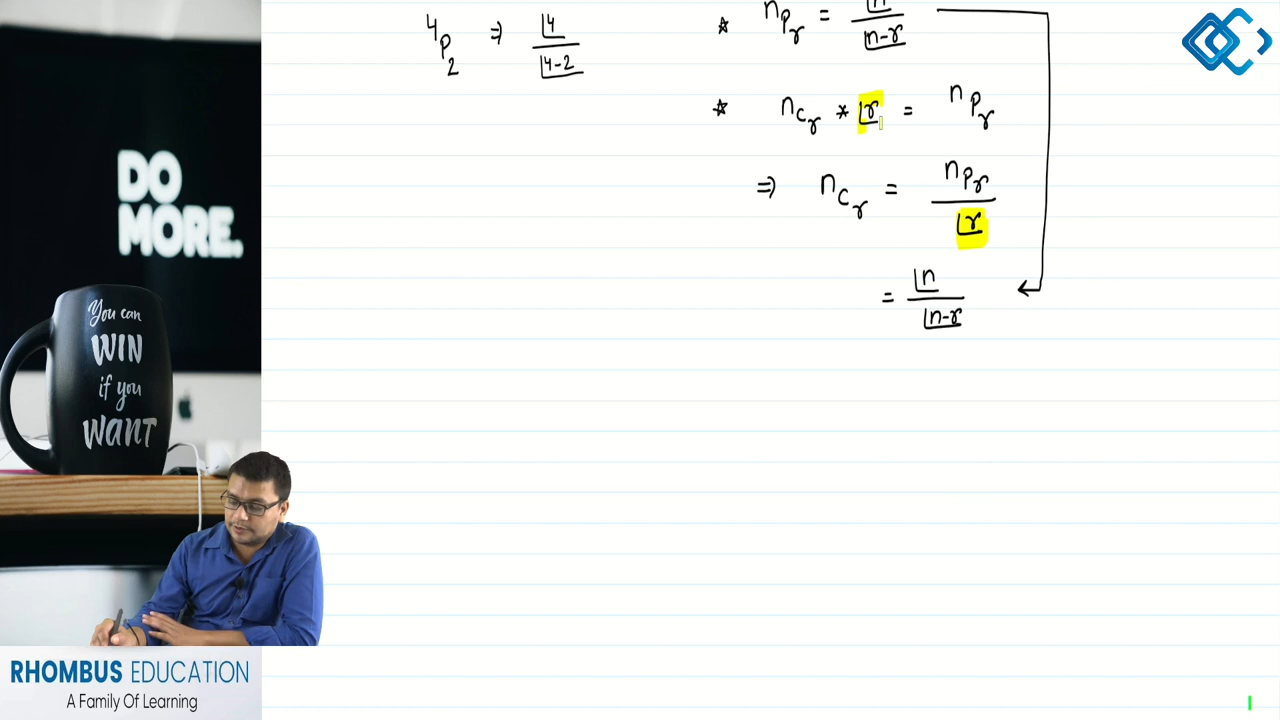 ⁴P₂ ⇒ ⌊4 / ⌊4-2
* ⁿPᵣ = ⌊n / ⌊n-r
* ⁿCᵣ * ⌊r = ⁿPᵣ
⇒ ⁿCᵣ = ⁿPᵣ / ⌊r
= ⌊n / ⌊n-r
DO
MORE.
You can
WIN
if you
WANT
RHOMBUS EDUCATION
A Family Of Learning